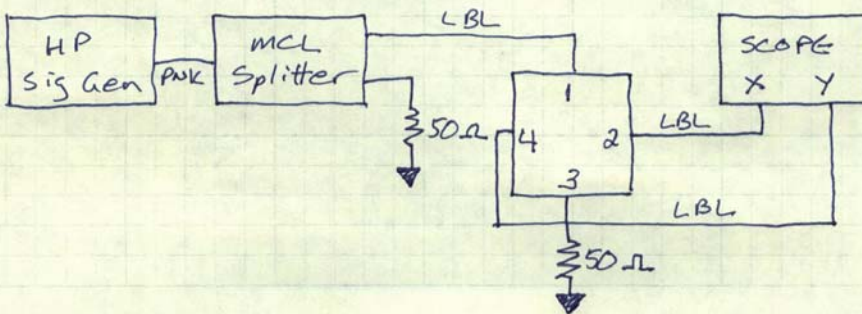 HP
Sig Gen
PNK
MCL
Splitter
LBL
50Ω
1
2
3
4
LBL
SCOPE
X Y
LBL
50Ω